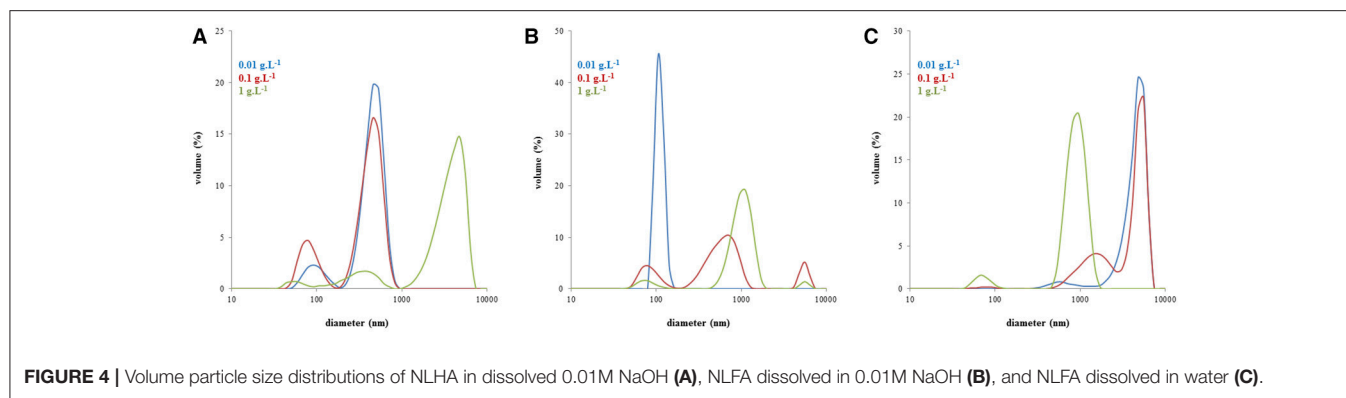 A
25
20
15
10
5
0
volume (%)
0.01 g.L-1
0.1 g.L-1
1 g.L-1
10
100
1000
10000
diameter (nm)
B
50
40
30
20
10
0
volume (%)
0.01 g.L-1
0.1 g.L-1
1 g.L-1
10
100
1000
10000
diameter (nm)
C
30
25
20
15
10
5
0
volume (%)
0.01 g.L-1
0.1 g.L-1
1 g.L-1
10
100
1000
10000
diameter (nm)
FIGURE 4 | Volume particle size distributions of NLHA in dissolved 0.01M NaOH (A), NLFA dissolved in 0.01M NaOH (B), and NLFA dissolved in water (C).